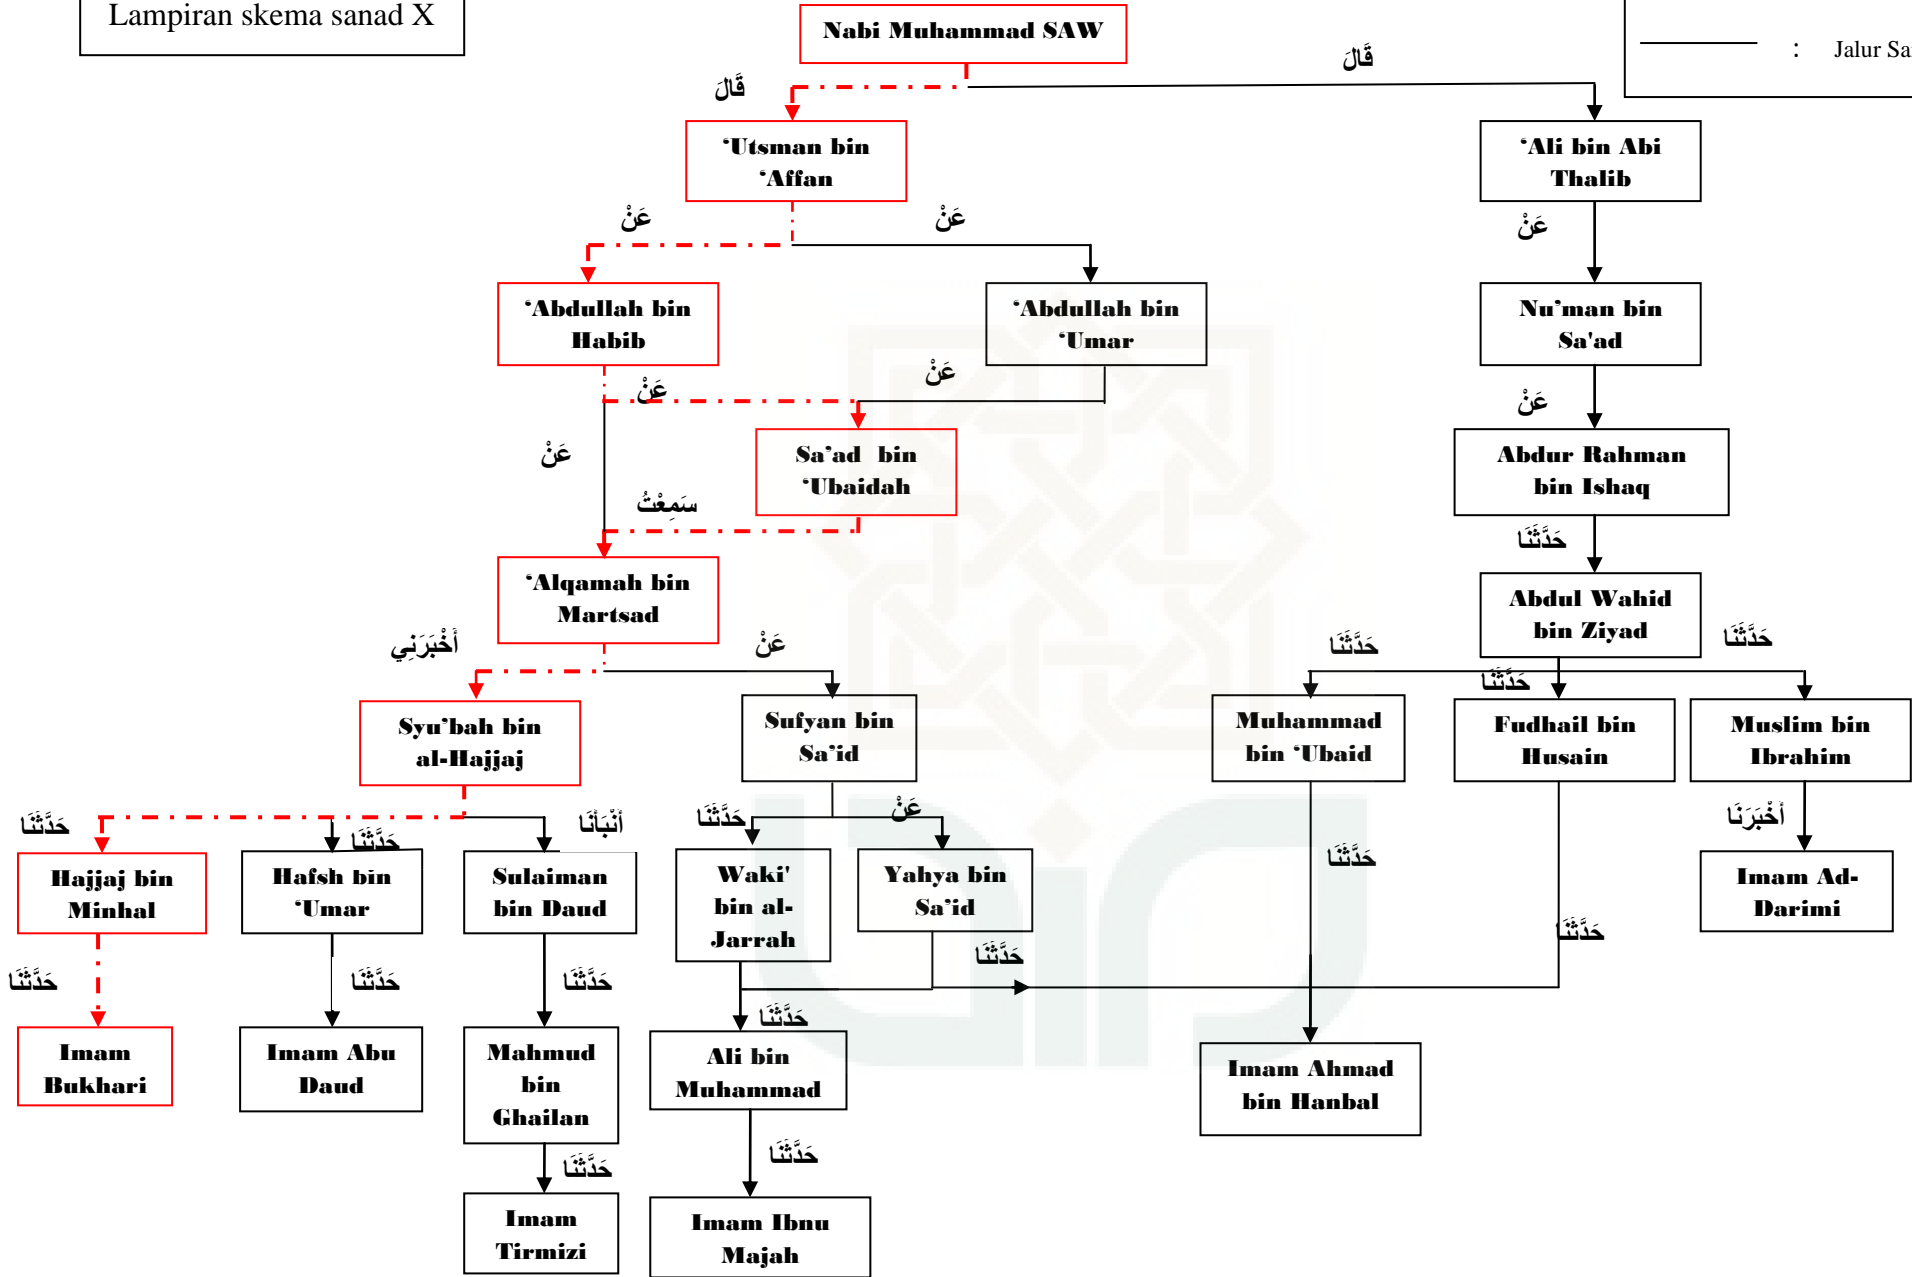 Lampiran skema sanad X
Nabi Muhammad SAW
: Jalur Sa
قَالَ
قَالَ
‘Utsman bin
‘Affan
‘Ali bin Abi
Thalib
عَنْ
عَنْ
عَنْ
‘Abdullah bin
Habib
‘Abdullah bin
‘Umar
Nu’man bin
Sa'ad
عَنْ
عَنْ
عَنْ
عَنْ
Sa’ad bin
‘Ubaidah
Abdur Rahman
bin Ishaq
سَمِعْتُ
حَدَّثَنَا
‘Alqamah bin
Martsad
Abdul Wahid
bin Ziyad
أَخْبَرَنِي
عَنْ
حَدَّثَنَا
حَدَّثَنَا
حَدَّثَنَا
Syu’bah bin
al-Hajjaj
Sufyan bin
Sa’id
Muhammad
bin ‘Ubaid
Fudhail bin
Husain
Muslim bin
Ibrahim
حَدَّثَنَا
حَدَّثَنَا
أَنْبَأَنَا
حَدَّثَنَا
عَنْ
حَدَّثَنَا
أَخْبَرَنَا
Hajjaj bin
Minhal
Hafsh bin
‘Umar
Sulaiman
bin Daud
Waki'
bin al-
Jarrah
Yahya bin
Sa’id
Imam Ad-
Darimi
حَدَّثَنَا
حَدَّثَنَا
حَدَّثَنَا
حَدَّثَنَا
حَدَّثَنَا
حَدَّثَنَا
Imam
Bukhari
Imam Abu
Daud
Mahmud
bin
Ghailan
Ali bin
Muhammad
Imam Ahmad
bin Hanbal
حَدَّثَنَا
حَدَّثَنَا
Imam
Tirmizi
Imam Ibnu
Majah